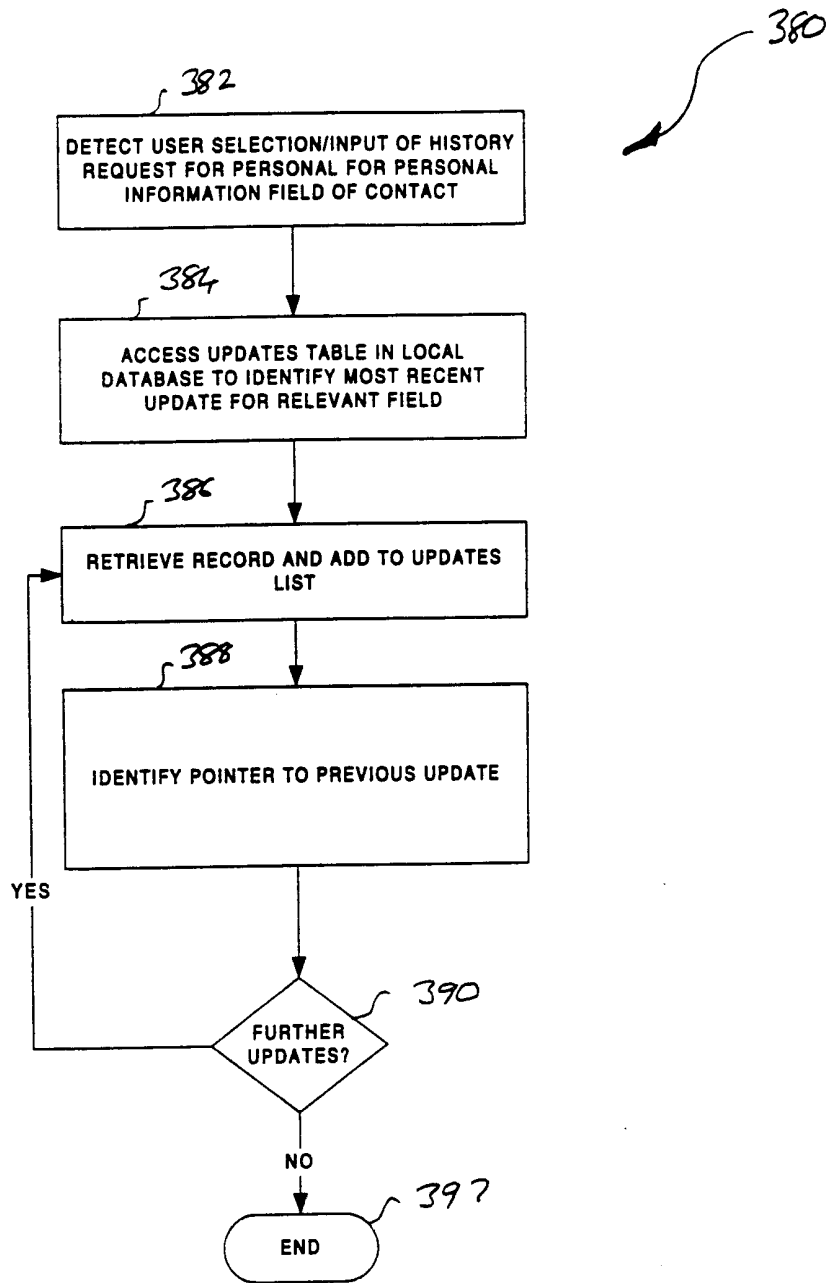 380
382
DETECT USER SELECTION/INPUT OF HISTORY
REQUEST FOR PERSONAL FOR PERSONAL
INFORMATION FIELD OF CONTACT
384
ACCESS UPDATES TABLE IN LOCAL
DATABASE TO IDENTIFY MOST RECENT
UPDATE FOR RELEVANT FIELD
386
RETRIEVE RECORD AND ADD TO UPDATES
LIST
388
IDENTIFY POINTER TO PREVIOUS UPDATE
YES
390
FURTHER
UPDATES?
NO
397
END